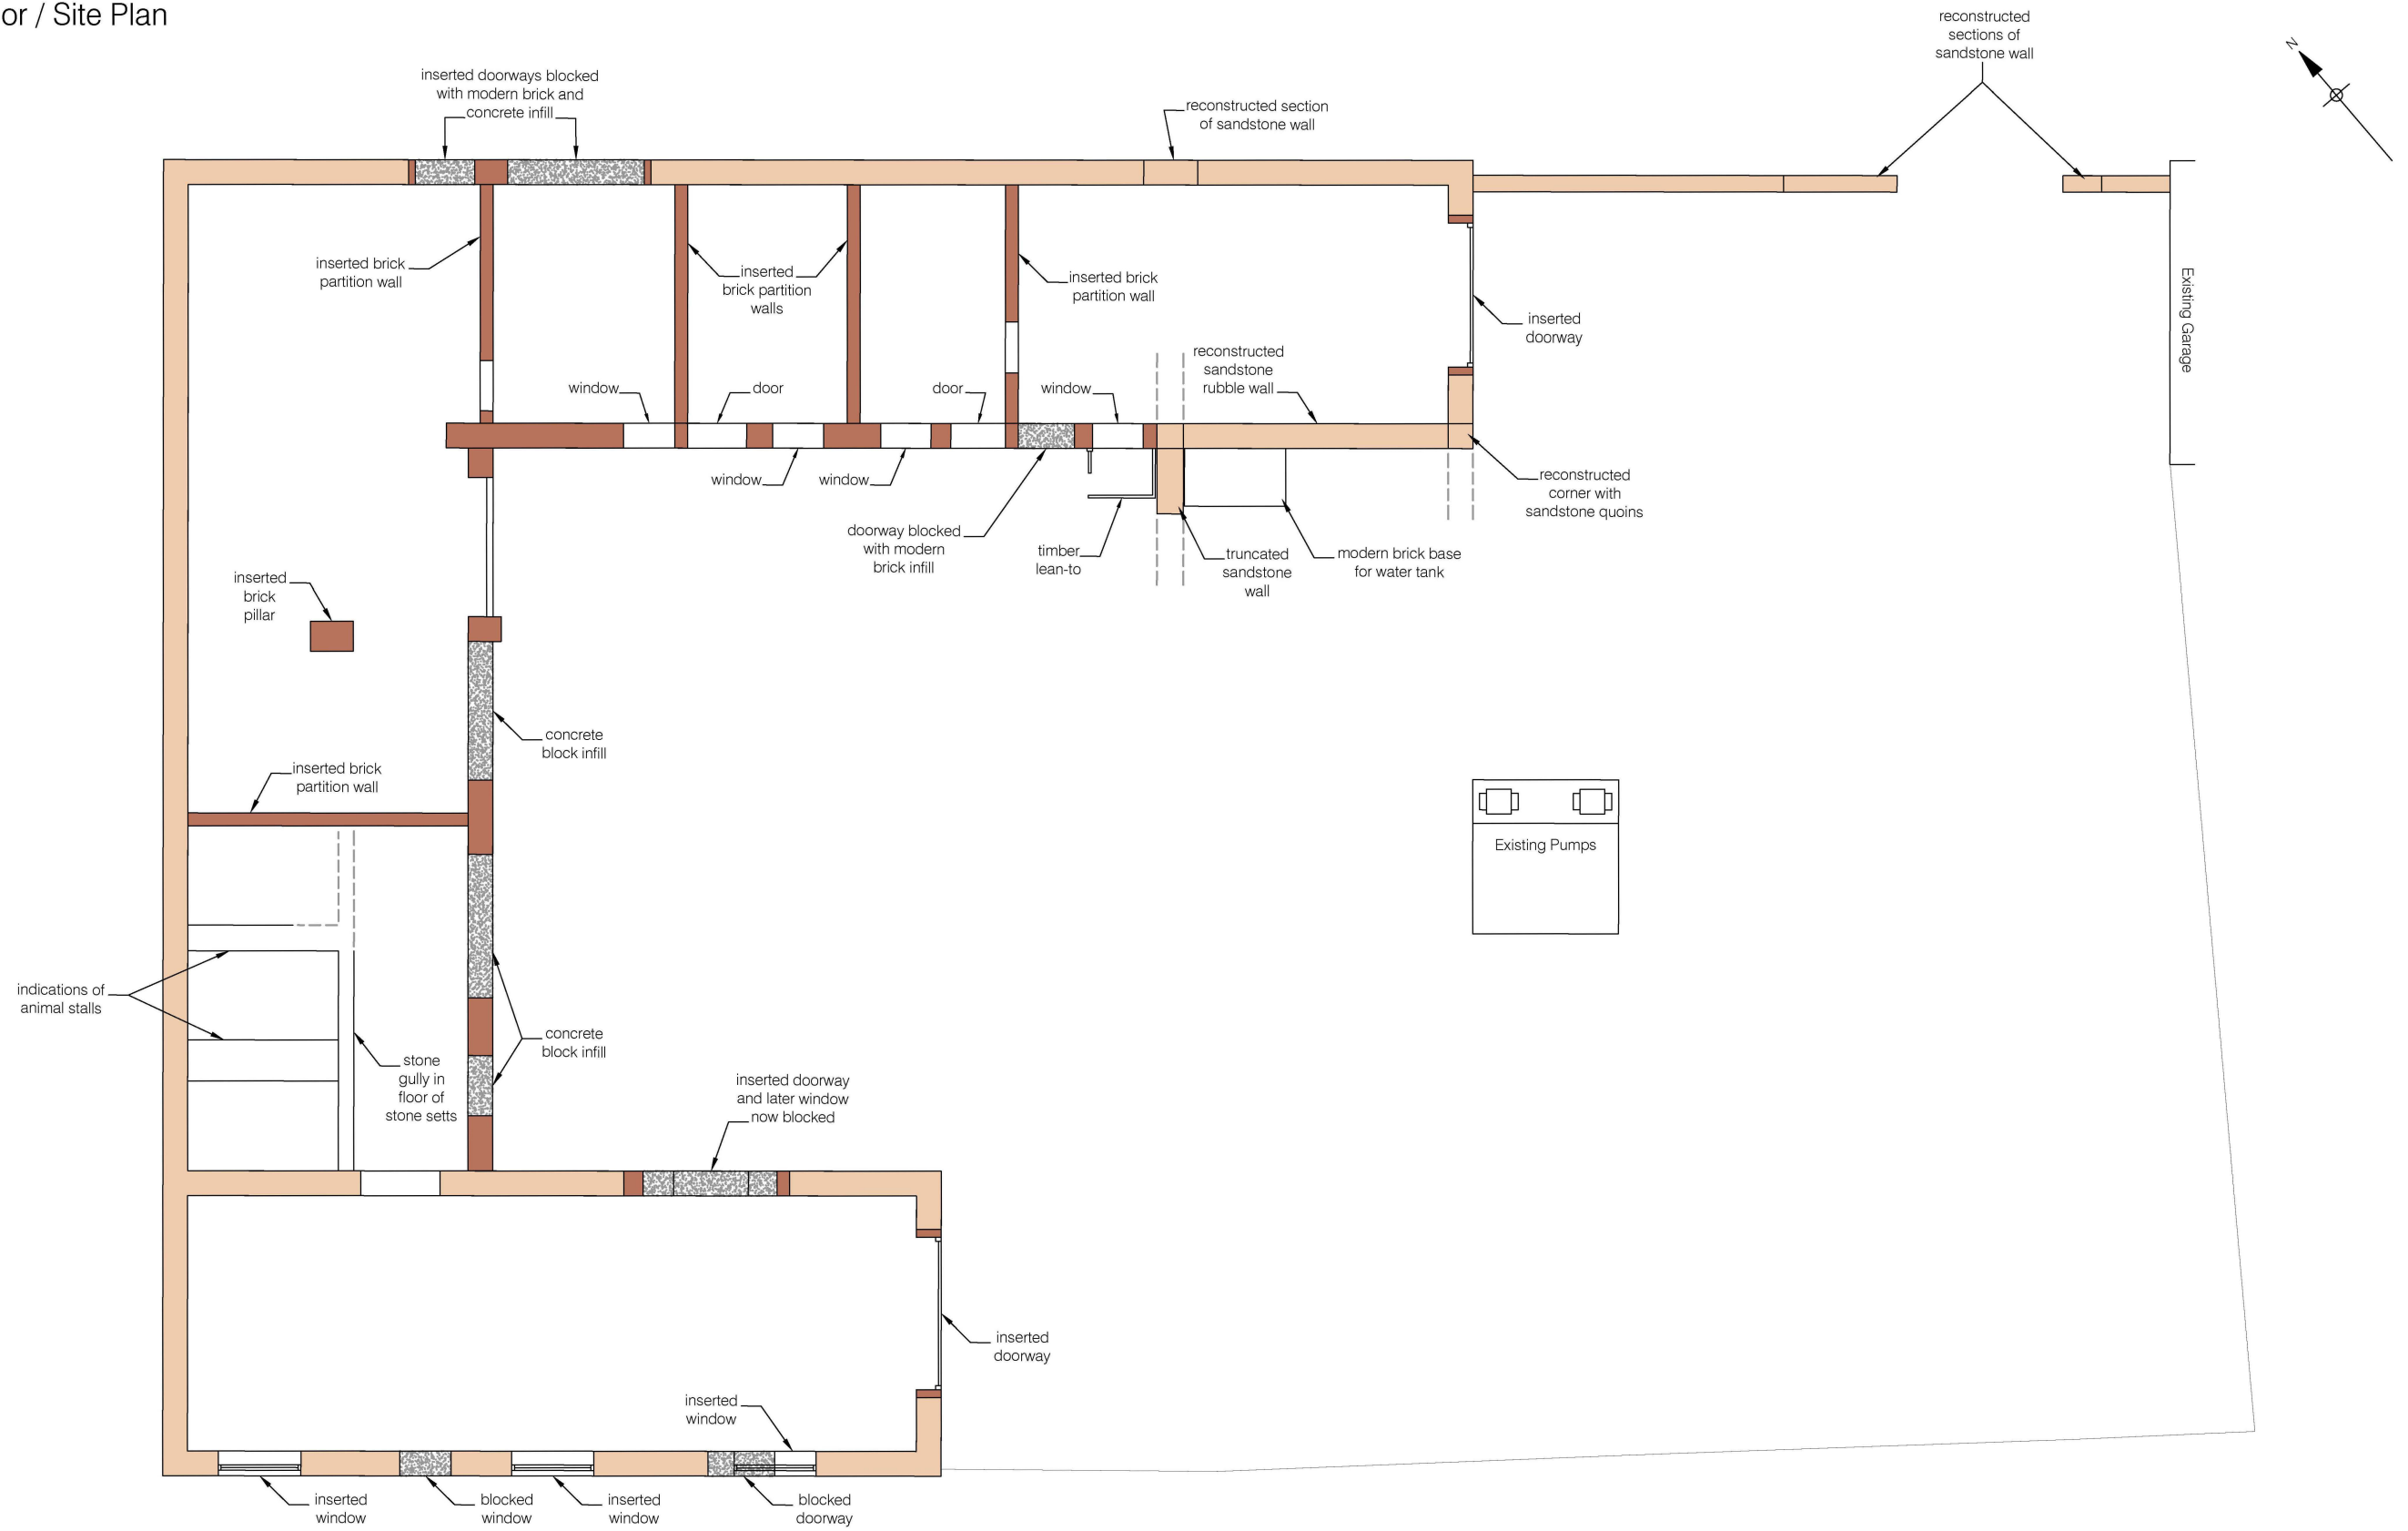 or / Site Plan
reconstructed
sections of
sandstone wall
N
inserted doorways blocked
with modern brick and
concrete infill
reconstructed section
of sandstone wall
inserted brick
partition wall
inserted
brick partition
walls
inserted brick
partition wall
inserted
doorway
Existing Garage
reconstructed
sandstone
rubble wall
window
door
door
window
window
window
reconstructed
corner with
sandstone quoins
doorway blocked
with modern
brick infill
timber
lean-to
truncated
sandstone
wall
modern brick base
for water tank
inserted
brick
pillar
concrete
block infill
inserted brick
partition wall
Existing Pumps
indications of
animal stalls
stone
gully in
floor of
stone setts
concrete
block infill
inserted doorway
and later window
now blocked
inserted
doorway
inserted
window
inserted
window
blocked
window
inserted
window
blocked
doorway